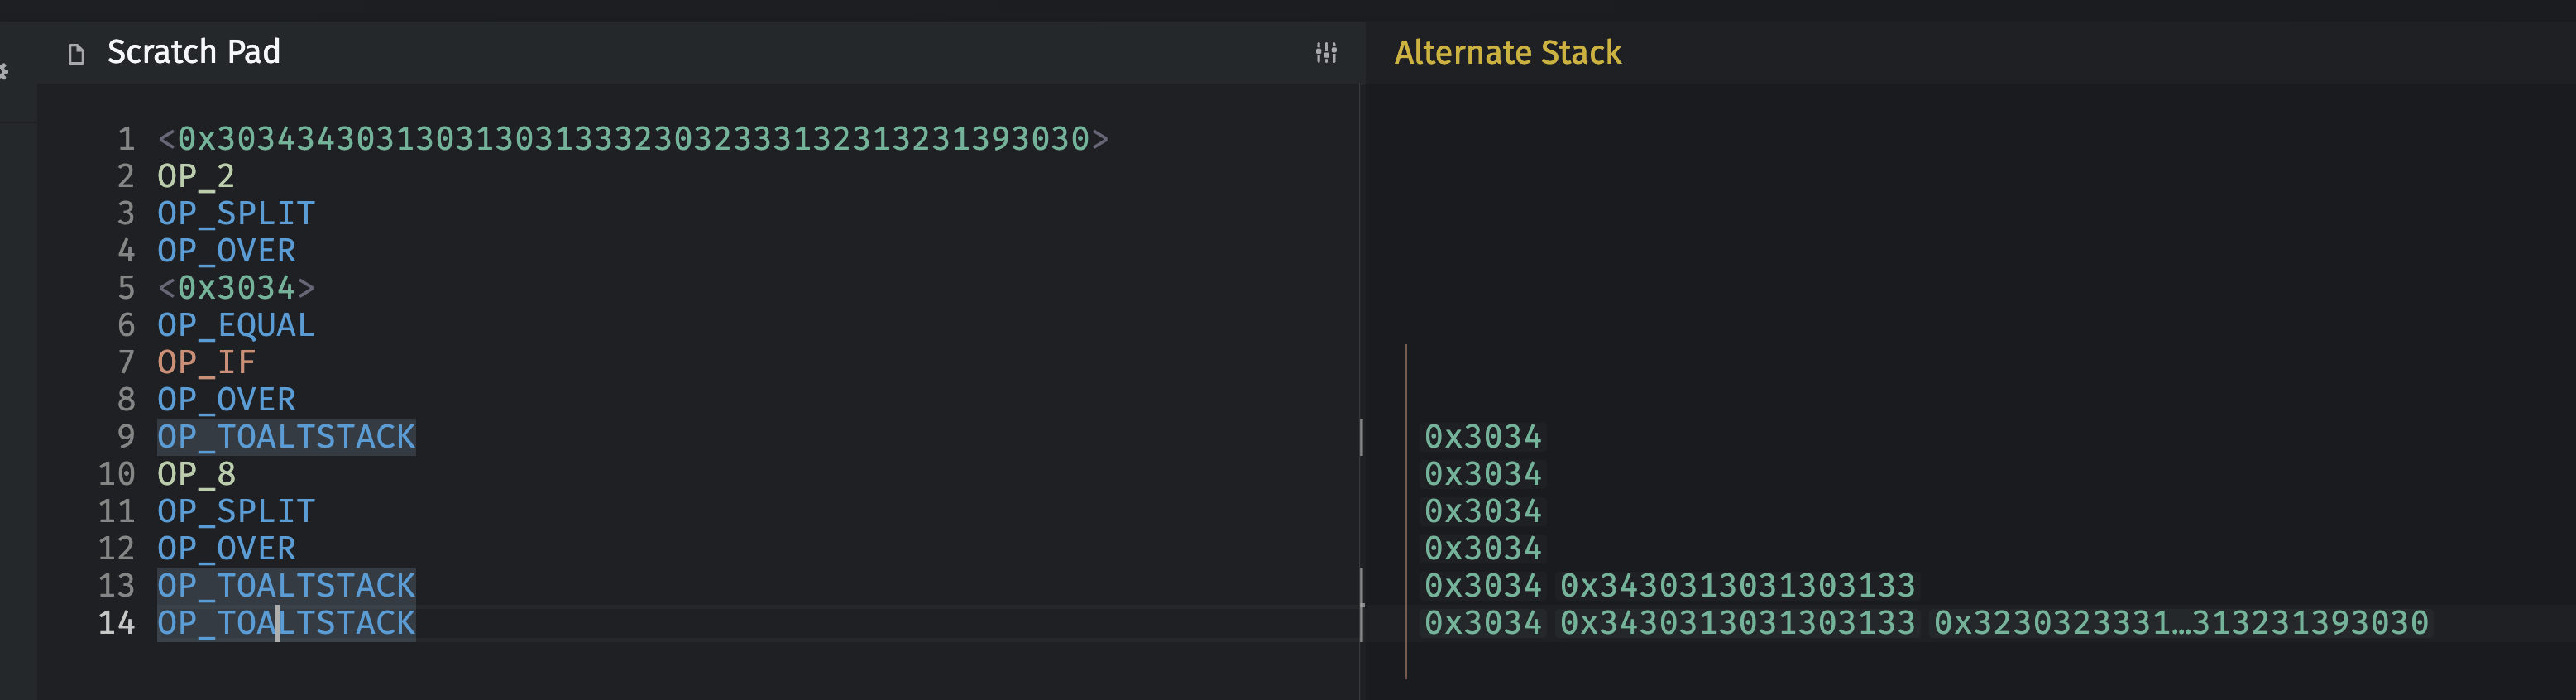 Scratch Pad
1 <0x30343430313031303133323032333132313231393030>
2 OP_2
3 OP_SPLIT
4 OP_OVER
5 <0x3034>
6 OP_EQUAL
7 OP_IF
8 OP_OVER
9 OP_TOALTSTACK
10 OP_8
11 OP_SPLIT
12 OP_OVER
13 OP_TOALTSTACK
14 OP_TOALTSTACK
Alternate Stack
0x3034
0x3034
0x3034
0x3034
0x3034 0x3430313031303133
0x3034 0x3430313031303133 0x3230323331…313231393030